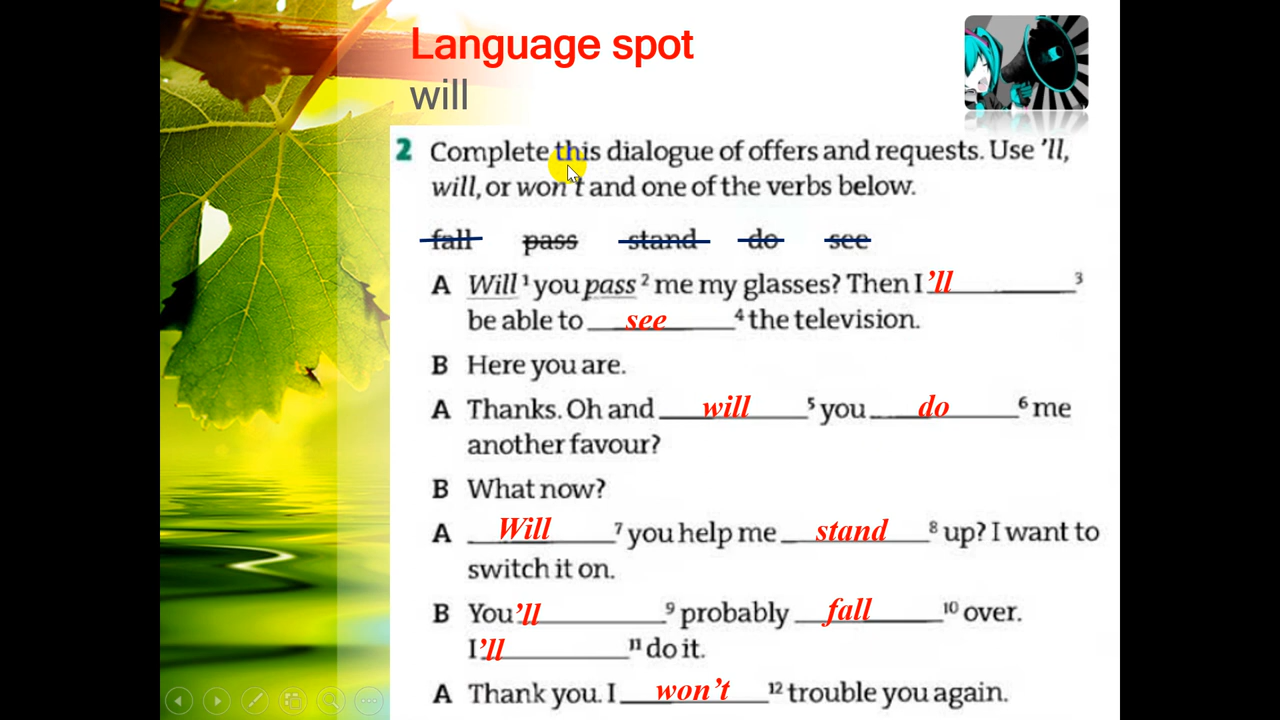 Language spot
will
2 Complete this dialogue of offers and requests. Use ’ll,
will, or won’t and one of the verbs below.
fall pass stand do see
A Will 1 you pass 2 me my glasses? Then I ’ll ________ 3
be able to see 4 the television.
B Here you are.
A Thanks. Oh and will 5 you do 6 me
another favour?
B What now?
A Will 7 you help me stand 8 up? I want to
switch it on.
B You ’ll ________ 9 probably fall 10 over.
I ’ll ________ 11 do it.
A Thank you. I won’t 12 trouble you again.